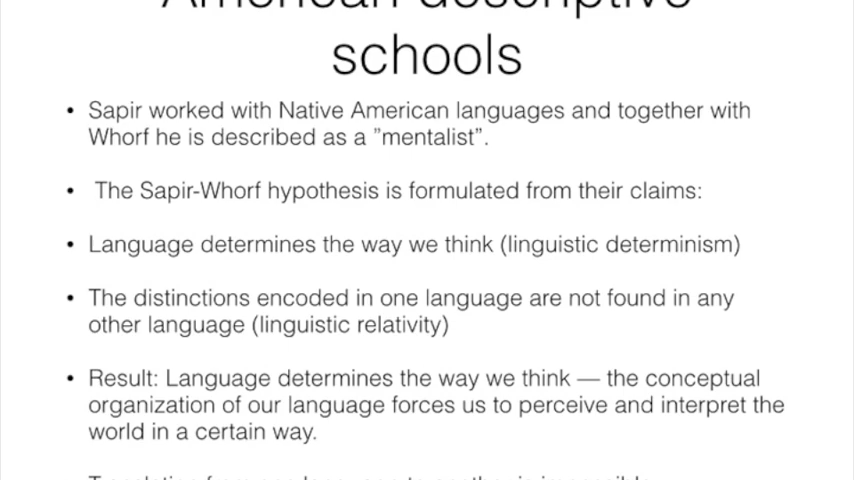 American descriptive
schools
• Sapir worked with Native American languages and together with
Whorf he is described as a ”mentalist”.
• The Sapir-Whorf hypothesis is formulated from their claims:
• Language determines the way we think (linguistic determinism)
• The distinctions encoded in one language are not found in any
other language (linguistic relativity)
• Result: Language determines the way we think — the conceptual
organization of our language forces us to perceive and interpret the
world in a certain way.
Translation from one language to another is impossible